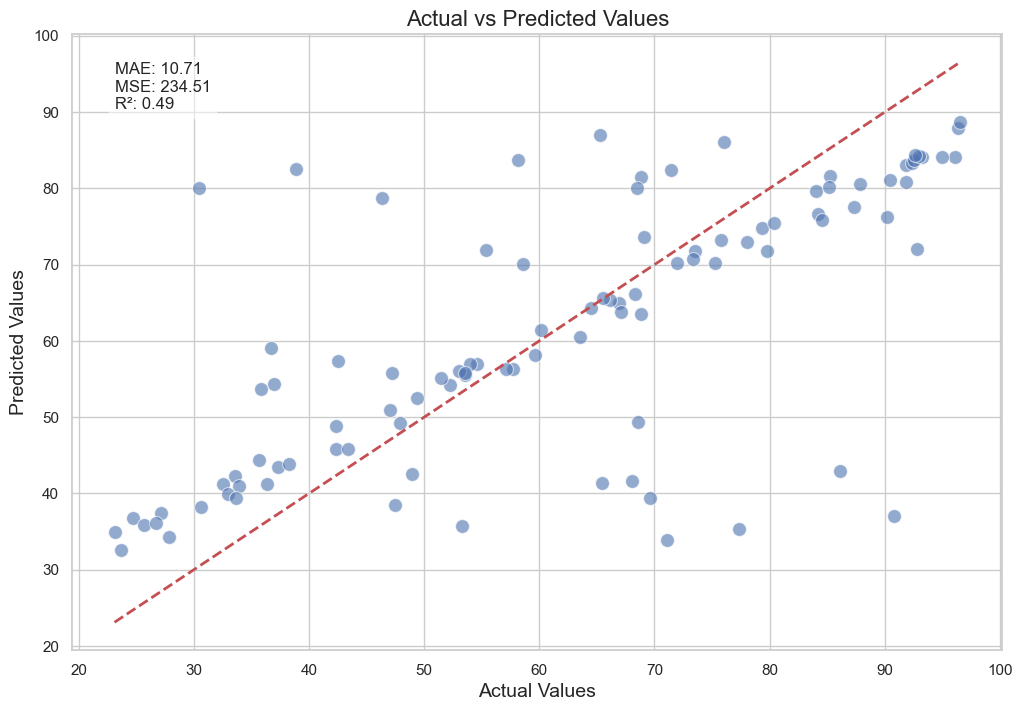 Actual vs Predicted Values
100
90
80
70
60
50
40
30
20
MAE: 10.71
MSE: 234.51
R²: 0.49
Predicted Values
20 30 40 50 60 70 80 90 100
Actual Values